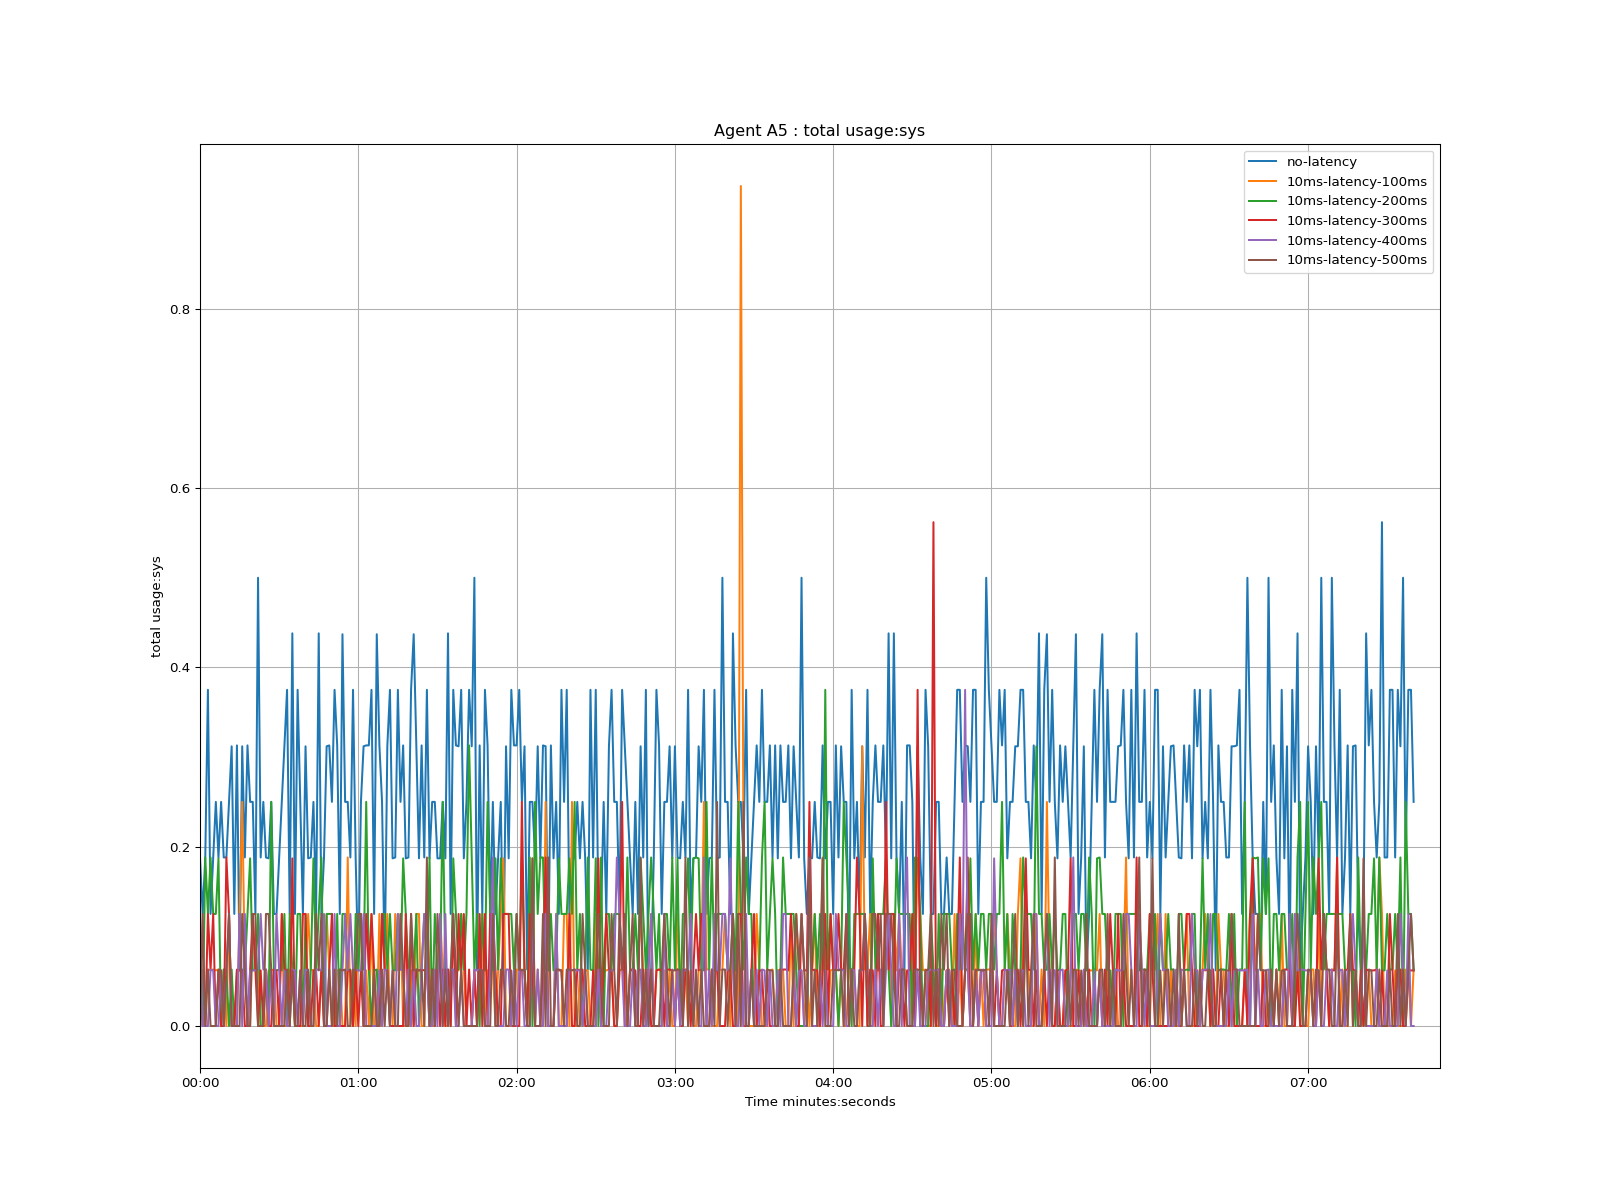 Agent A5 : total usage:sys
no-latency
10ms-latency-100ms
10ms-latency-200ms
10ms-latency-300ms
10ms-latency-400ms
10ms-latency-500ms
total usage:sys
0.8
0.6
0.4
0.2
0.0
00:00 01:00 02:00 03:00 04:00 05:00 06:00 07:00
Time minutes:seconds